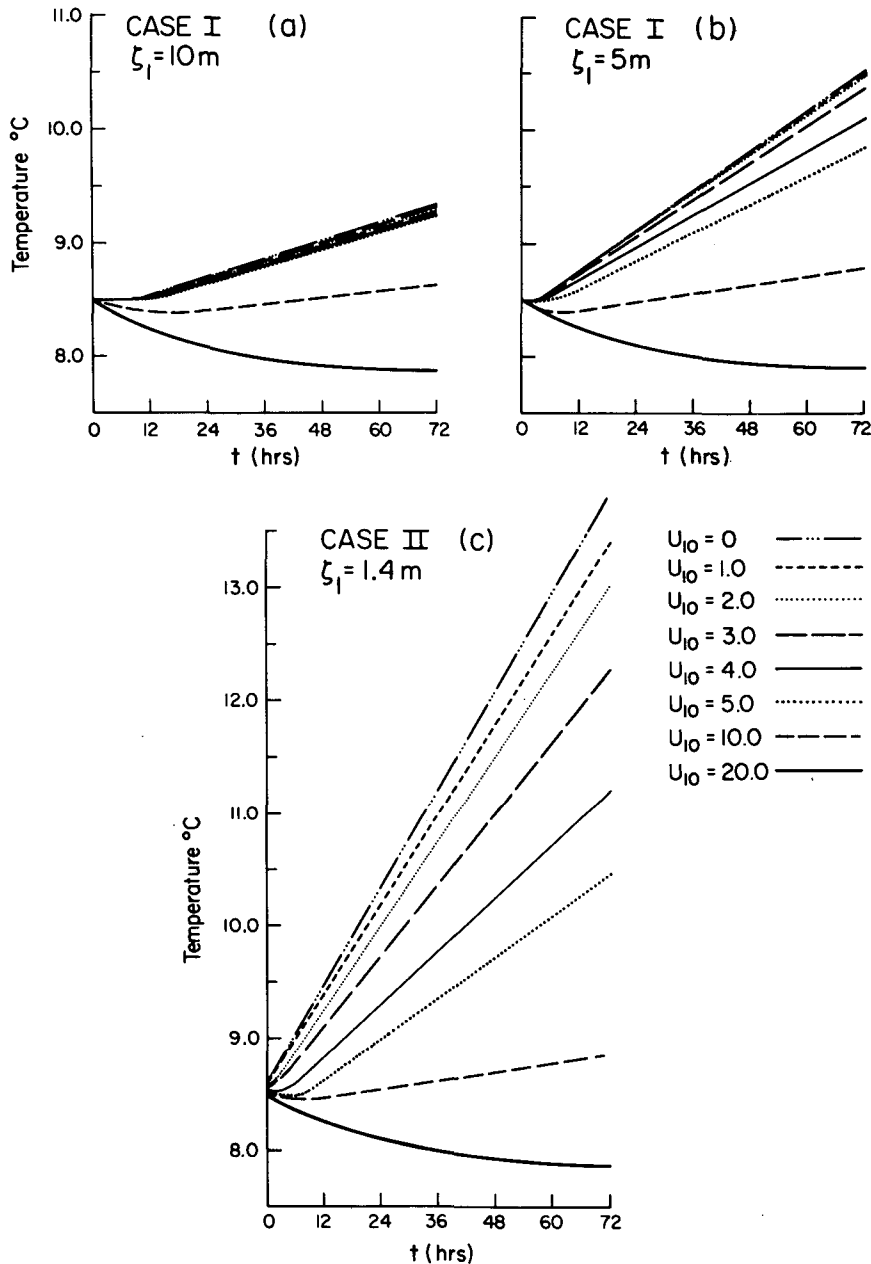 CASE I (a)
ζ₁ = 10 m
11.0
10.0
9.0
8.0
Temperature °C
0 12 24 36 48 60 72
t (hrs)
CASE I (b)
ζ₁ = 5 m
0 12 24 36 48 60 72
t (hrs)
CASE II (c)
ζ₁ = 1.4 m
13.0
12.0
11.0
10.0
9.0
8.0
Temperature °C
0 12 24 36 48 60 72
t (hrs)
U₁₀ = 0
U₁₀ = 1.0
U₁₀ = 2.0
U₁₀ = 3.0
U₁₀ = 4.0
U₁₀ = 5.0
U₁₀ = 10.0
U₁₀ = 20.0